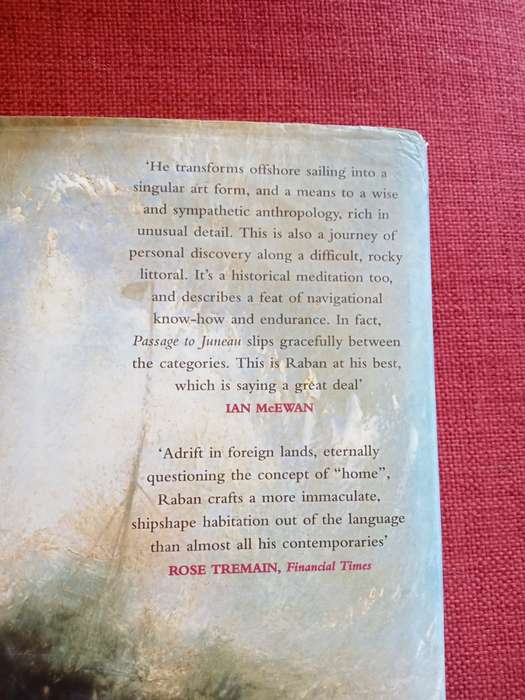 ‘He transforms offshore sailing into a
singular art form, and a means to a wise
and sympathetic anthropology, rich in
unusual detail. This is also a journey of
personal discovery along a difficult, rocky
littoral. It’s a historical meditation too,
and describes a feat of navigational
know-how and endurance. In fact,
Passage to Juneau slips gracefully between
the categories. This is Raban at his best,
which is saying a great deal’
IAN McEWAN
‘Adrift in foreign lands, eternally
questioning the concept of “home”,
Raban crafts a more immaculate,
shipshape habitation out of the language
than almost all his contemporaries’
ROSE TREMAIN, Financial Times